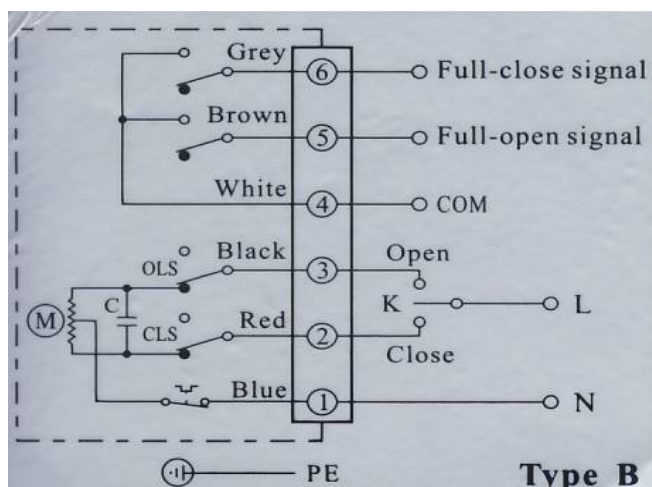 Grey 6 Full-close signal
Brown 5 Full-open signal
White 4 COM
OLS Black 3 Open
M C K L
CLS Red 2 Close
Blue 1 N
PE Type B